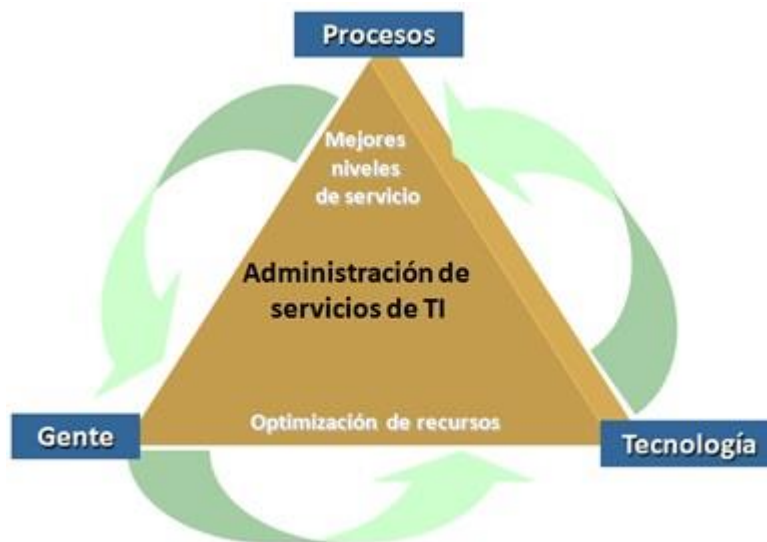 Procesos
Mejores
niveles
de servicio
Administración de
servicios de TI
Optimización de recursos
Gente
Tecnología